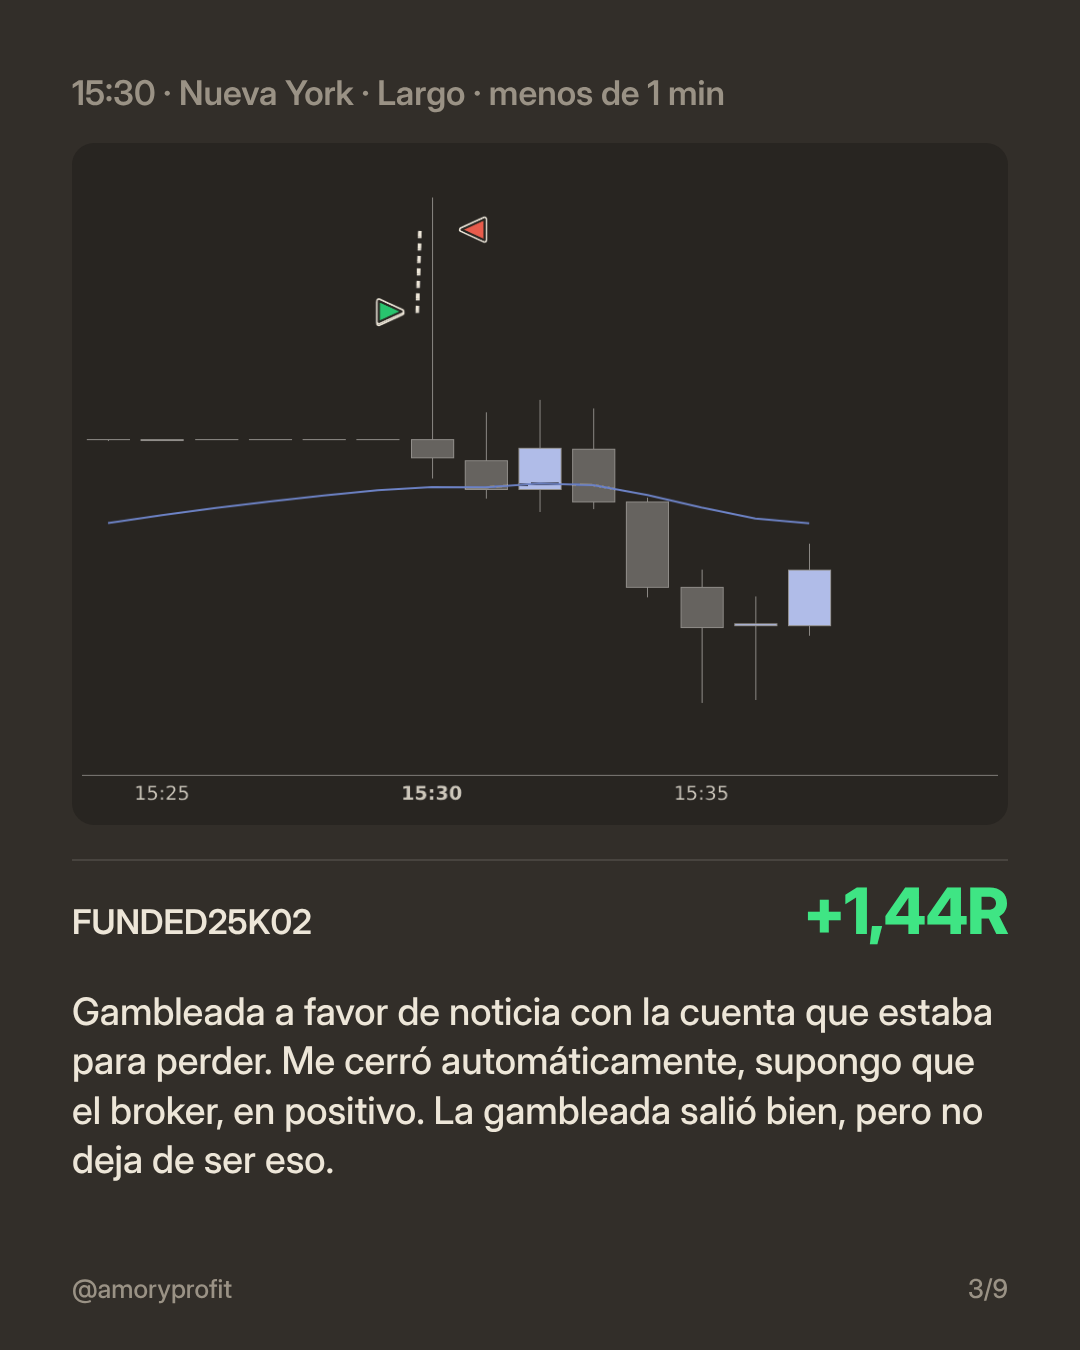 15:30 · Nueva York · Largo · menos de 1 min
15:25
15:30
15:35
FUNDED25K02
+1,44R
Gambleada a favor de noticia con la cuenta que estaba
para perder. Me cerró automáticamente, supongo que
el broker, en positivo. La gambleada salió bien, pero no
deja de ser eso.
@amoryprofit
3/9